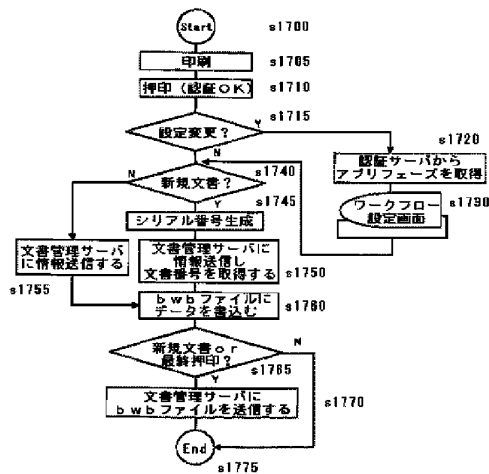 Start
s1700
印刷
s1705
押印（認証OK）
s1710
s1715
設定変更？
Y
N
s1720
認証サーバから
アプリフェーズを取得
s1740
新規文書？
N
Y
s1745
ワークフロー
設定画面
s1790
シリアル番号生成
文書管理サーバ
に情報送信する
s1755
文書管理サーバに
情報送信し
文書番号を取得する
s1750
bwbファイルに
データを書込む
s1760
新規文書or
最終押印？
N
Y
s1765
文書管理サーバに
bwbファイルを送信する
s1770
End
s1775